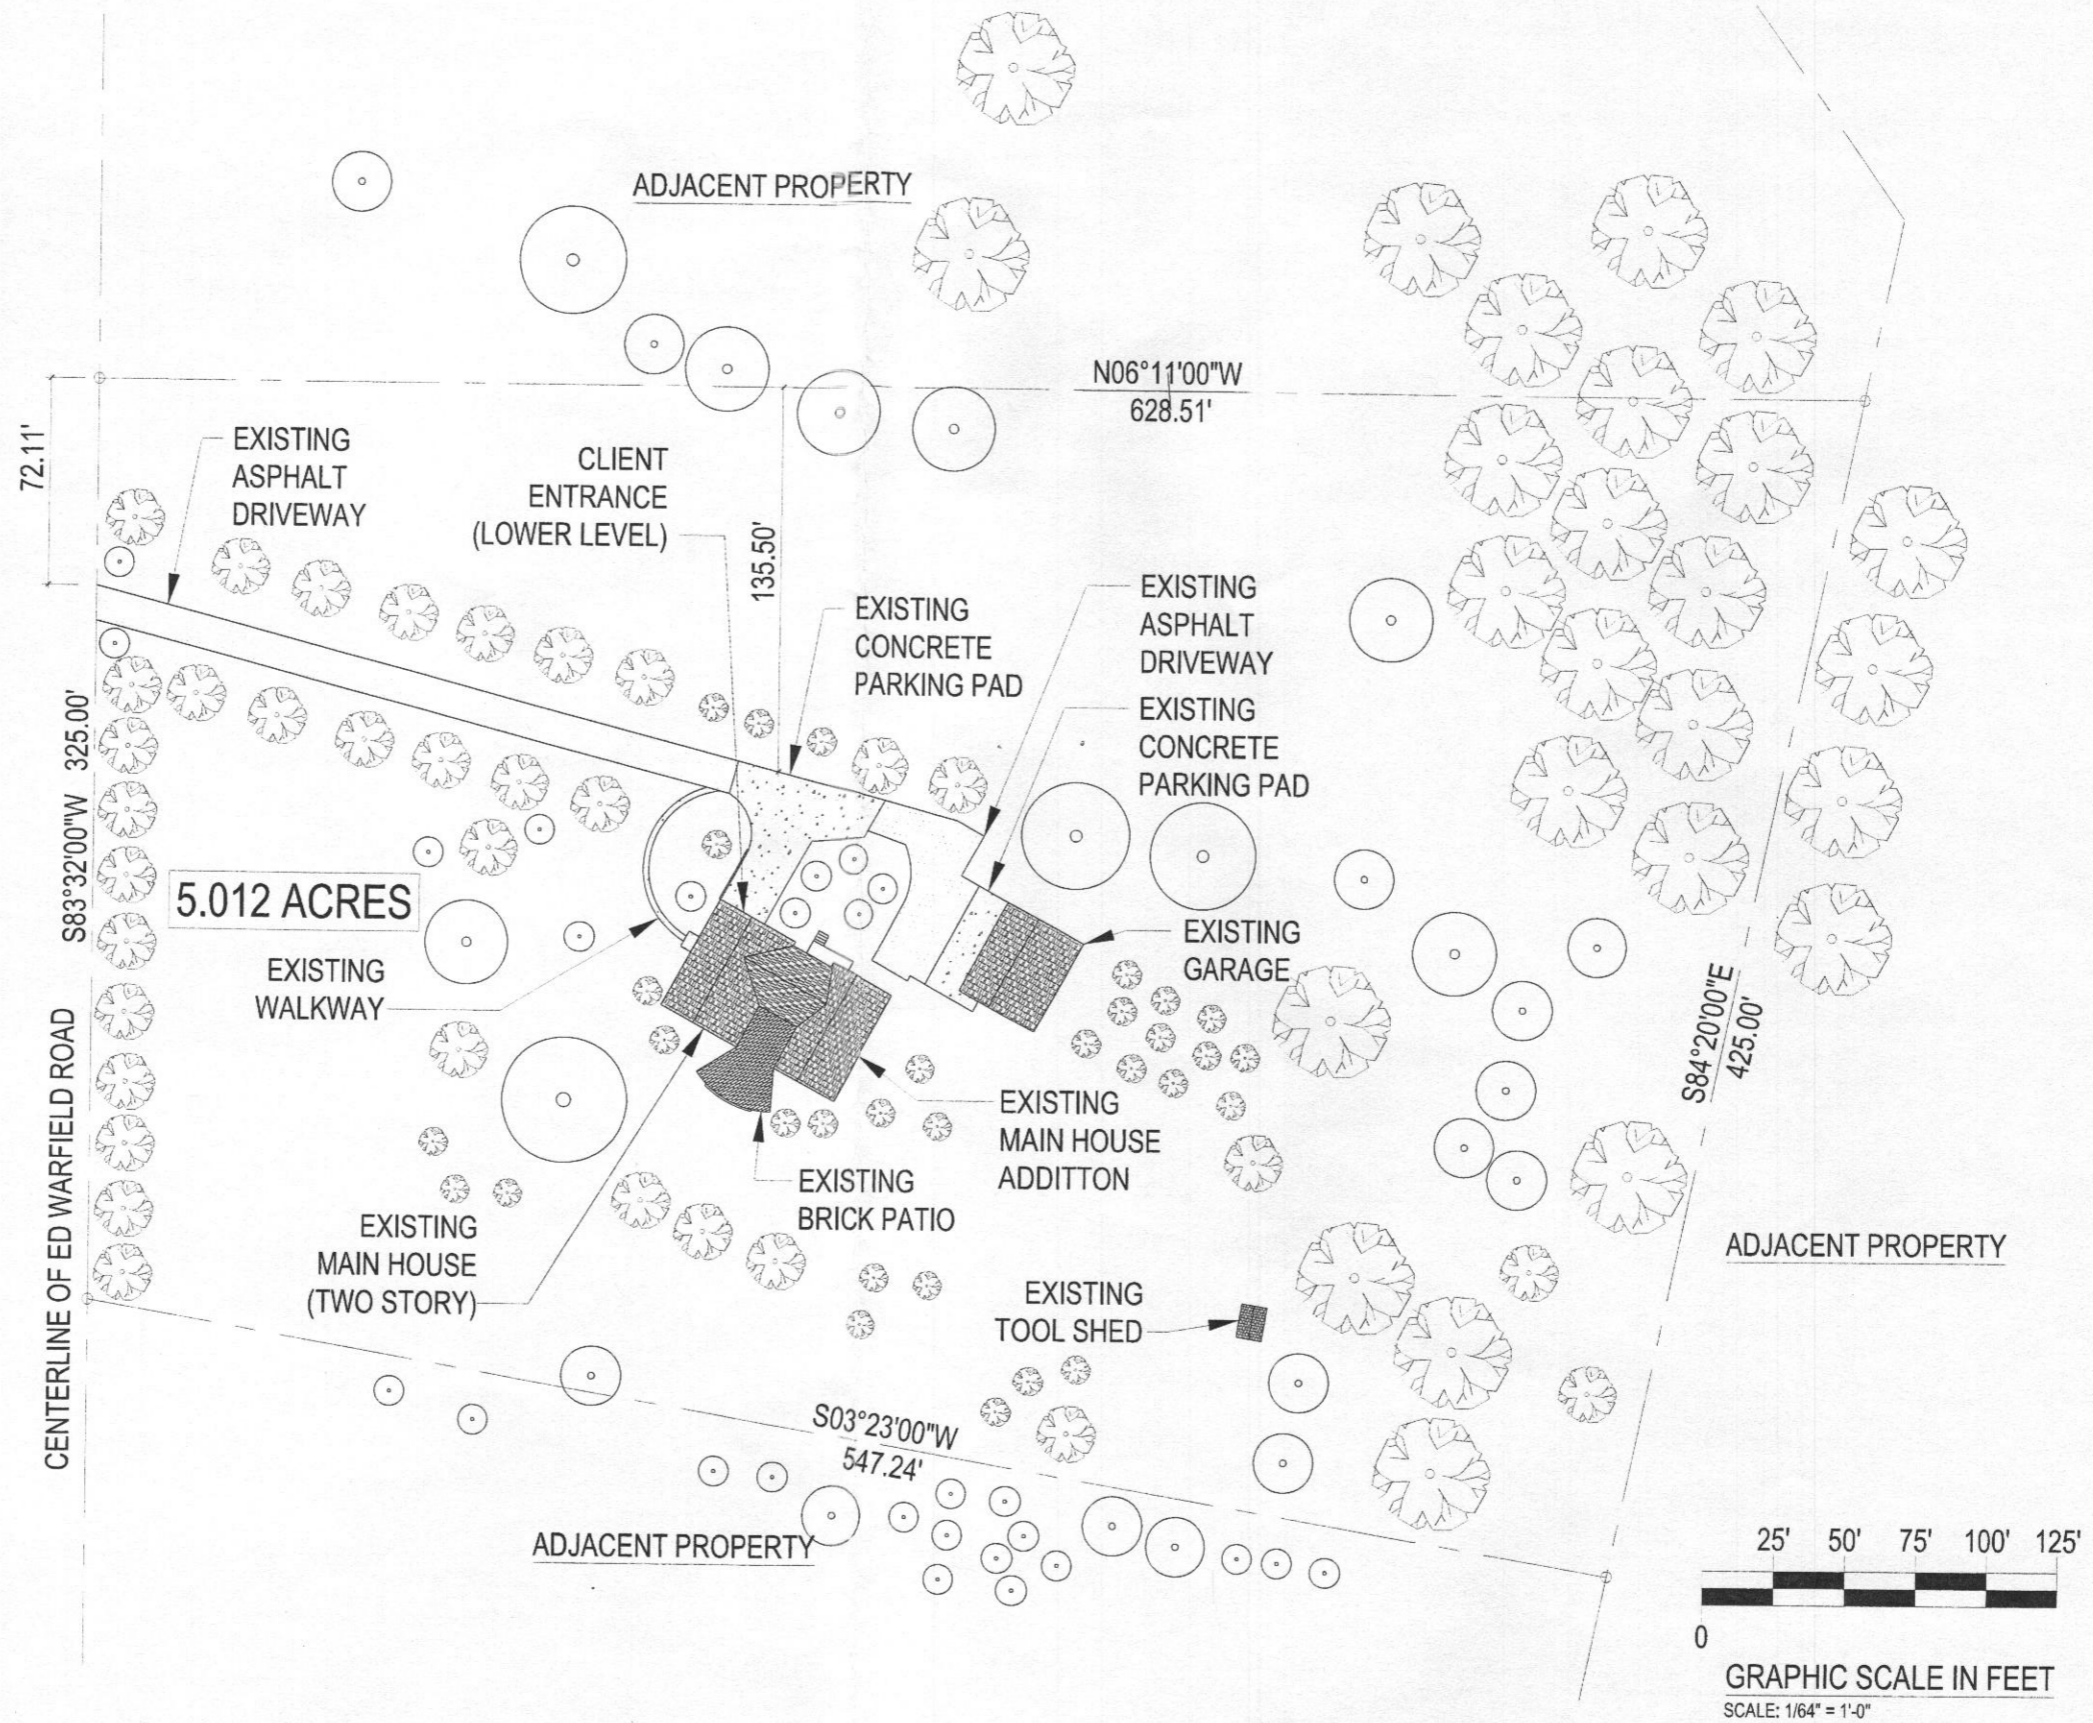 ADJACENT PROPERTY
N06°11'00"W
628.51'
72.11'
EXISTING
ASPHALT
DRIVEWAY
CLIENT
ENTRANCE
(LOWER LEVEL)
135.50'
EXISTING
CONCRETE
PARKING PAD
EXISTING
ASPHALT
DRIVEWAY
EXISTING
CONCRETE
PARKING PAD
S83°32'00"W 325.00'
5.012 ACRES
EXISTING
WALKWAY
EXISTING
GARAGE
S84°20'00"E
425.00'
CENTERLINE OF ED WARFIELD ROAD
EXISTING
MAIN HOUSE
ADDITTON
EXISTING
BRICK PATIO
EXISTING
MAIN HOUSE
(TWO STORY)
ADJACENT PROPERTY
EXISTING
TOOL SHED
S03°23'00"W
547.24'
ADJACENT PROPERTY
25' 50' 75' 100' 125'
0
GRAPHIC SCALE IN FEET
SCALE: 1/64" = 1'-0"